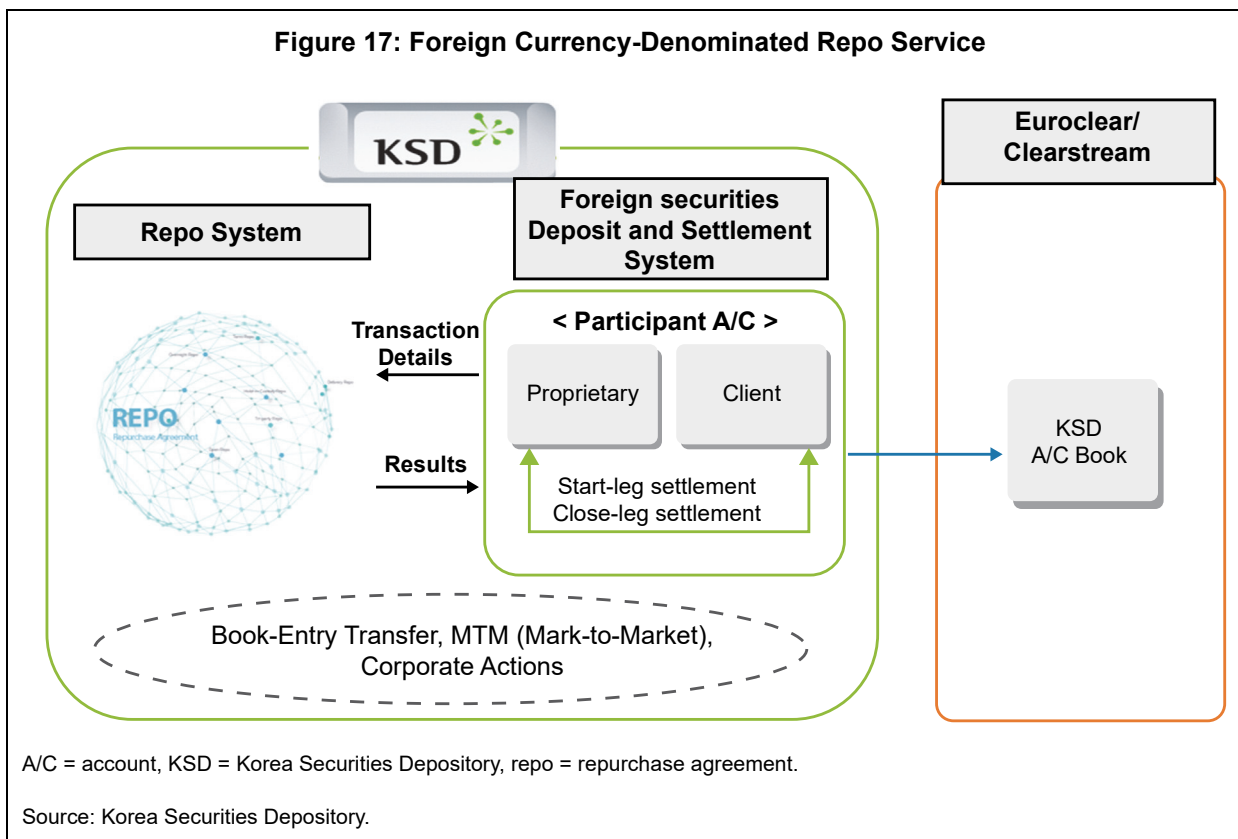 Figure 17: Foreign Currency-Denominated Repo Service
KSD
Euroclear/
Clearstream
Repo System
Foreign securities
Deposit and Settlement
System
< Participant A/C >
Transaction
Details
Proprietary
Client
REPO
Repurchase Agreement
Results
Start-leg settlement
Close-leg settlement
KSD
A/C Book
Book-Entry Transfer, MTM (Mark-to-Market),
Corporate Actions
A/C = account, KSD = Korea Securities Depository, repo = repurchase agreement.
Source: Korea Securities Depository.